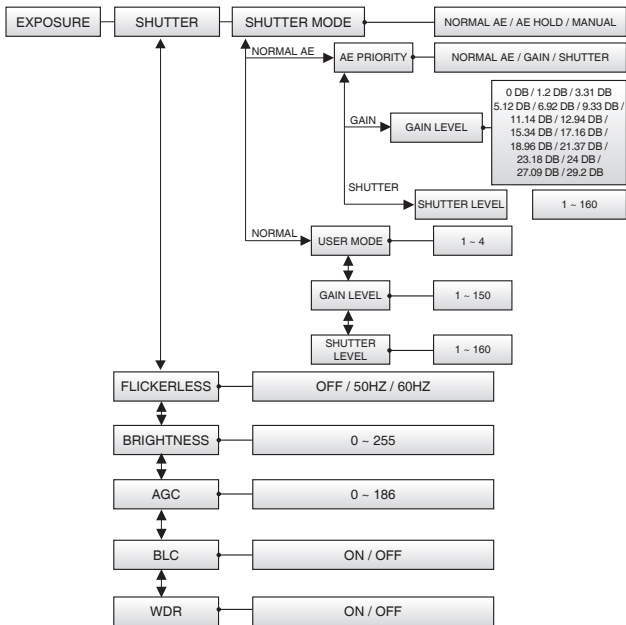 EXPOSURE
SHUTTER
SHUTTER MODE
NORMAL AE / AE HOLD / MANUAL
NORMAL AE
AE PRIORITY
NORMAL AE / GAIN / SHUTTER
GAIN
GAIN LEVEL
0 DB / 1.2 DB / 3.31 DB
5.12 DB / 6.92 DB / 9.33 DB /
11.14 DB / 12.94 DB /
15.34 DB / 17.16 DB /
18.96 DB / 21.37 DB /
23.18 DB / 24 DB /
27.09 DB / 29.2 DB
SHUTTER
SHUTTER LEVEL
1 ~ 160
NORMAL
USER MODE
1 ~ 4
GAIN LEVEL
1 ~ 150
SHUTTER
LEVEL
1 ~ 160
FLICKERLESS
OFF / 50HZ / 60HZ
BRIGHTNESS
0 ~ 255
AGC
0 ~ 186
BLC
ON / OFF
WDR
ON / OFF